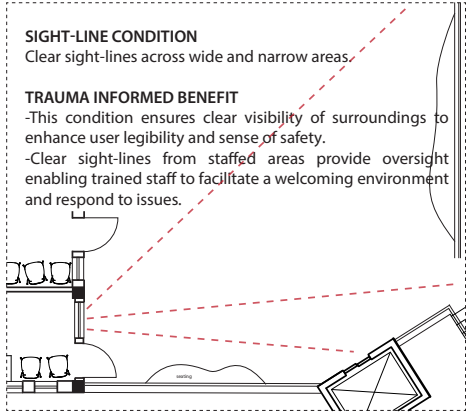 SIGHT-LINE CONDITION
Clear sight-lines across wide and narrow areas.
TRAUMA INFORMED BENEFIT
-This condition ensures clear visibility of surroundings to
enhance user legibility and sense of safety.
-Clear sight-lines from staffed areas provide oversight
enabling trained staff to facilitate a welcoming environment
and respond to issues.
seating